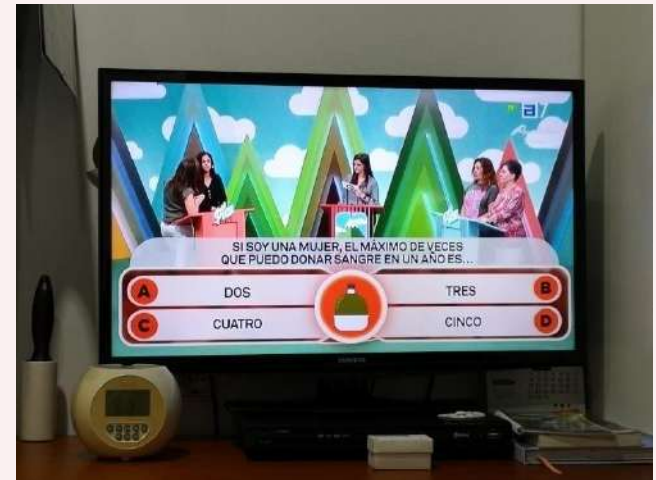 a7
SI SOY UNA MUJER, EL MÁXIMO DE VECES
QUE PUEDO DONAR SANGRE EN UN AÑO ES...
A DOS
TRES B
C CUATRO
CINCO D